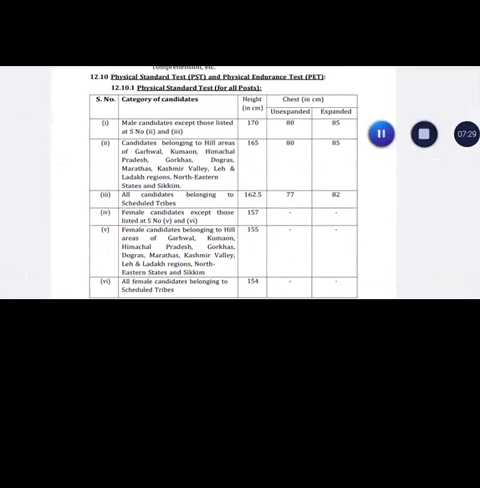 comprehension, etc.
12.10 Physical Standard Test (PST) and Physical Endurance Test (PET):
12.10.1 Physical Standard Test (for all Posts):
S. No. Category of candidates Height (in cm) Chest (in cm)
Unexpanded Expanded
(i) Male candidates except those listed 170 80 85
at S No (ii) and (iii)
(ii) Candidates belonging to Hill areas 165 80 85
of Garhwal, Kumaon, Himachal
Pradesh, Gorkhas, Dogras,
Marathas, Kashmir Valley, Leh &
Ladakh regions, North-Eastern
States and Sikkim.
(iii) All candidates belonging to 162.5 77 82
Scheduled Tribes
(iv) Female candidates except those 157 - -
listed at S No (v) and (vi)
(v) Female candidates belonging to Hill 155 - -
areas of Garhwal, Kumaon,
Himachal Pradesh, Gorkhas,
Dogras, Marathas, Kashmir Valley,
Leh & Ladakh regions, North-
Eastern States and Sikkim
(vi) All female candidates belonging to 154 - -
Scheduled Tribes
07:29